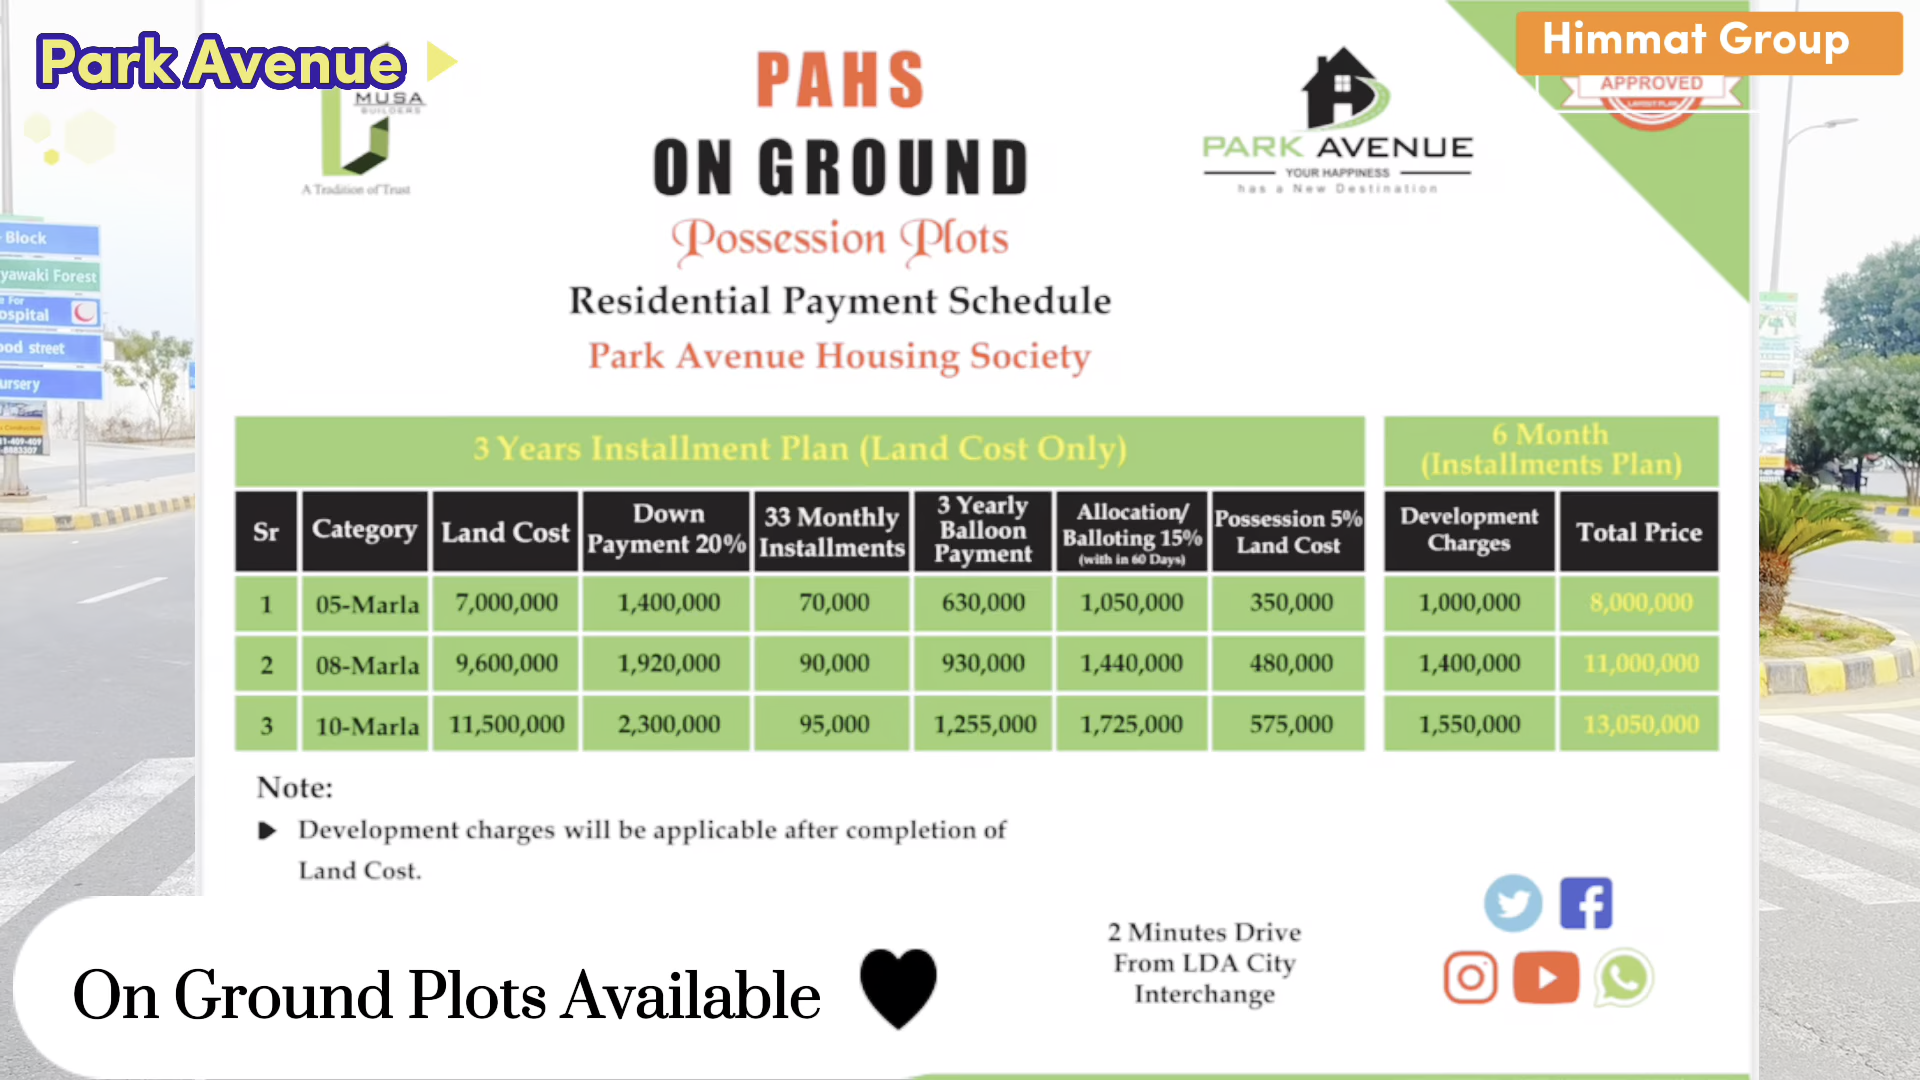 Park Avenue
Himmat Group
MUSA
BUILDERS
A Tradition of Trust
PAHS
ON GROUND
Possession Plots
Residential Payment Schedule
Park Avenue Housing Society
PARK AVENUE
YOUR HAPPINESS
has a New Destination
APPROVED
LAYOUT PLAN
Block
yawaki Forest
For
ospital
ood street
ursery
3 Years Installment Plan (Land Cost Only)
6 Month
(Installments Plan)
Sr Category Land Cost Down Payment 20% 33 Monthly Installments 3 Yearly Balloon Payment Allocation/ Balloting 15% (with in 60 Days) Possession 5% Land Cost Development Charges Total Price
1 05-Marla 7,000,000 1,400,000 70,000 630,000 1,050,000 350,000 1,000,000 8,000,000
2 08-Marla 9,600,000 1,920,000 90,000 930,000 1,440,000 480,000 1,400,000 11,000,000
3 10-Marla 11,500,000 2,300,000 95,000 1,255,000 1,725,000 575,000 1,550,000 13,050,000
Note:
Development charges will be applicable after completion of
Land Cost.
2 Minutes Drive
From LDA City
Interchange
On Ground Plots Available